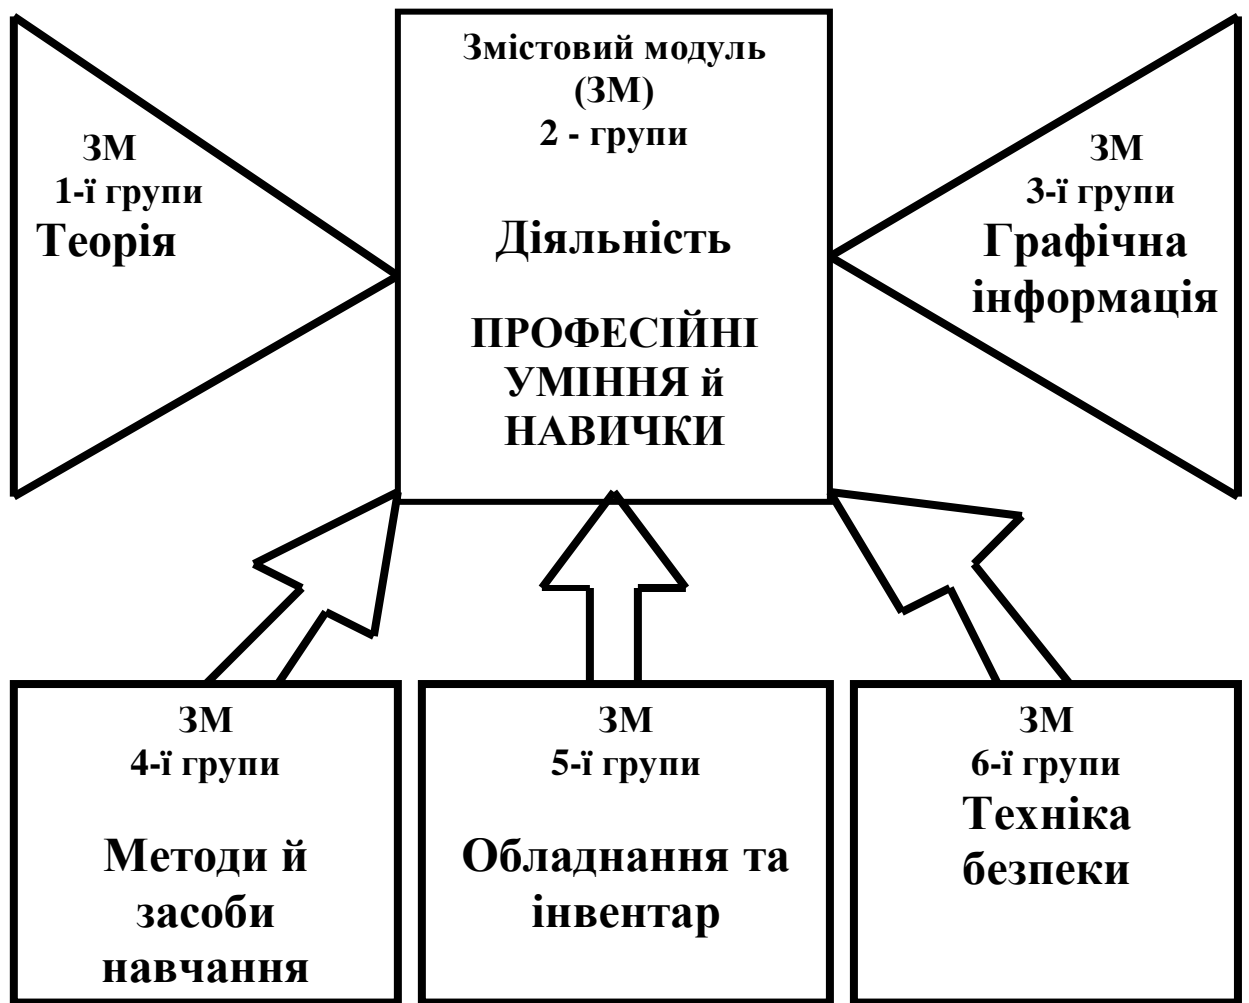 Змістовий модуль
(ЗМ)
2 - групи
Діяльність
ПРОФЕСІЙНІ
УМІННЯ й
НАВИЧКИ
ЗМ
1-ї групи
Теорія
ЗМ
3-ї групи
Графічна
інформація
ЗМ
4-ї групи
Методи й
засоби
навчання
ЗМ
5-ї групи
Обладнання та
інвентар
ЗМ
6-ї групи
Техніка
безпеки